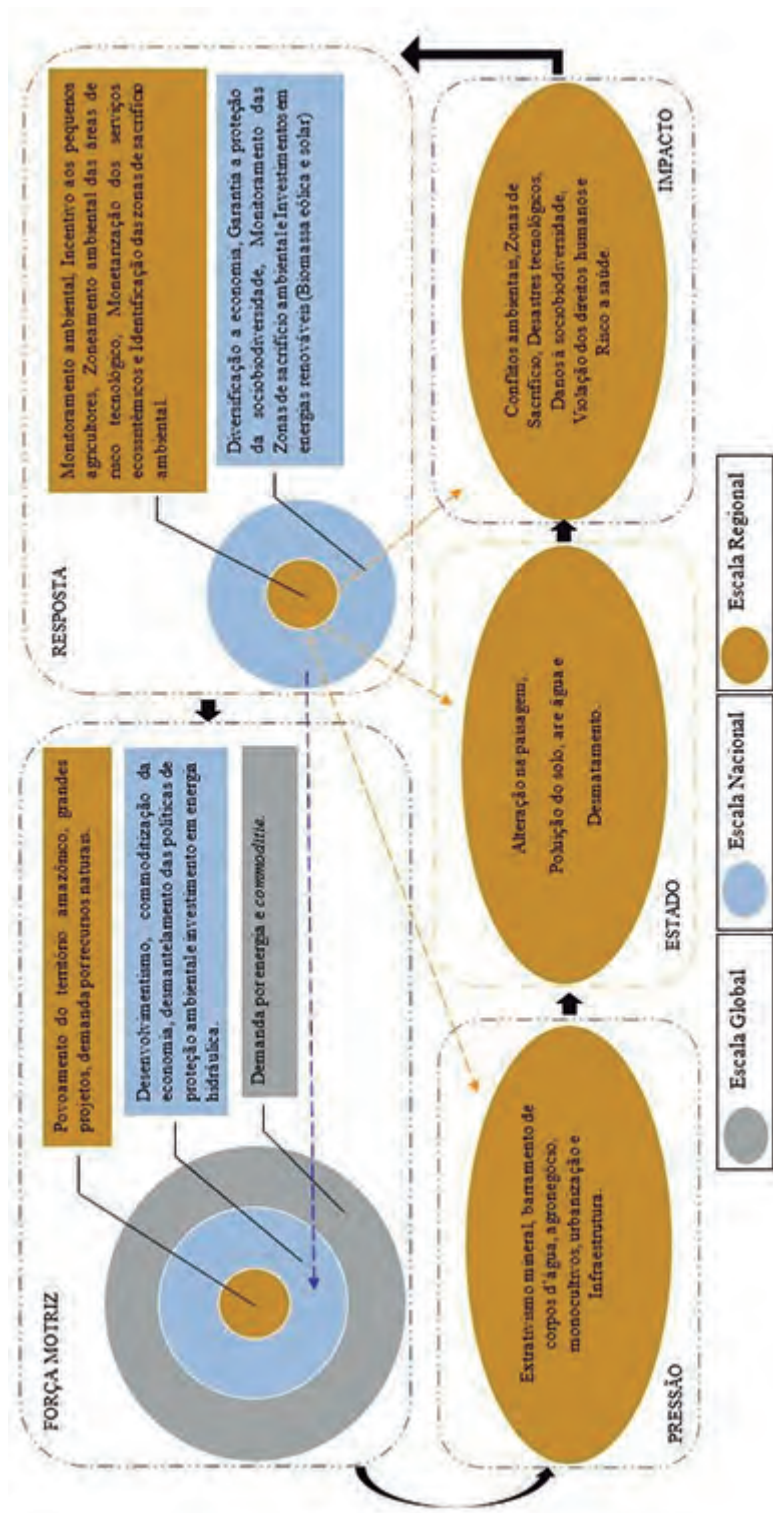 FORÇA MOTRIZ
Povoamento do território amazônico, grandes
projetos, demanda por recursos naturais.
Desenvolvimentismo, commoditização da
economia, desmantelamento das políticas de
proteção ambiental e investimento em energia
hidráulica.
Demanda por energia e commoditie.
RESPOSTA
Monitoramento ambiental, Incentivo aos pequenos
agricultores, Zoneamento ambiental das áreas de
risco tecnológico, Monetarização dos serviços
ecossistémicos e Identificação das zonas de sacrifício
ambiental.
Diversificação a economia, Garantia a proteção
da sociobiodiversidade, Monitoramento das
Zonas de sacrifício ambiental e Investimentos em
energias renováveis (Biomassa eólica e solar)
Extrativismo mineral, barramento de
corpos d'água, agronegócio,
monocultivos, urbanização e
Infraestrutura.
PRESSÃO
Alteração na paisagem,
Poluição do solo, ar e água e
Desmatamento.
ESTADO
Conflitos ambientais, Zonas de
Sacrifício, Desastres tecnológicos,
Danos à sociobiodiversidade,
Violação dos direitos humanos e
Risco a saúde.
IMPACTO
Escala Global
Escala Nacional
Escala Regional